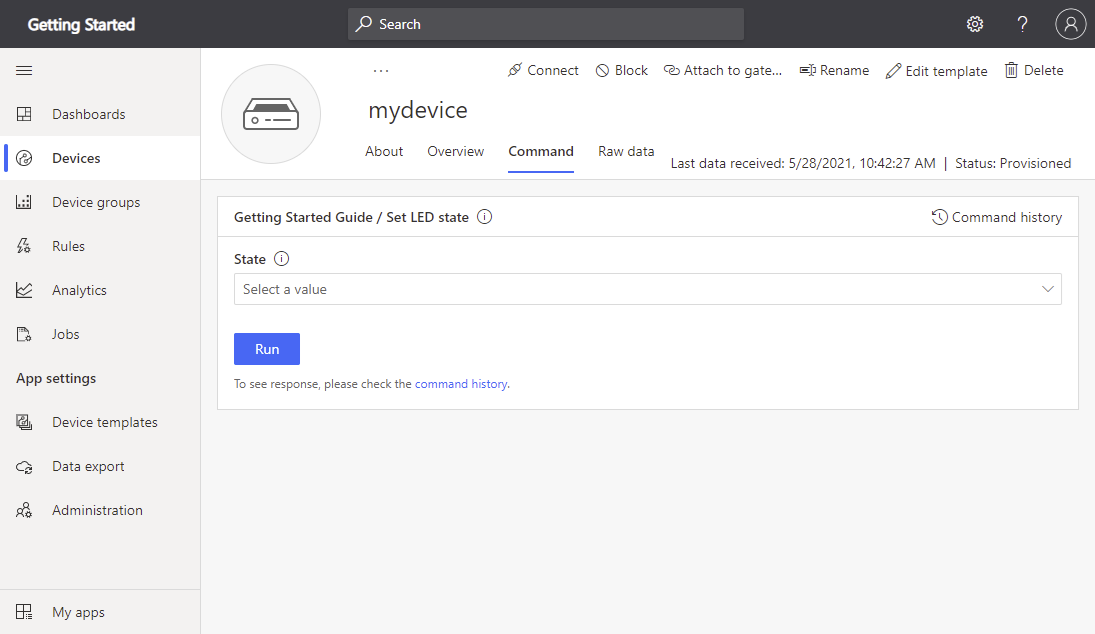 Getting Started
Search
?
Dashboards
Devices
Device groups
Rules
Analytics
Jobs
App settings
Device templates
Data export
Administration
My apps
...
Connect
Block
Attach to gate...
Rename
Edit template
Delete
mydevice
About
Overview
Command
Raw data
Last data received: 5/28/2021, 10:42:27 AM | Status: Provisioned
Getting Started Guide / Set LED state
Command history
State
Select a value
Run
To see response, please check the command history.